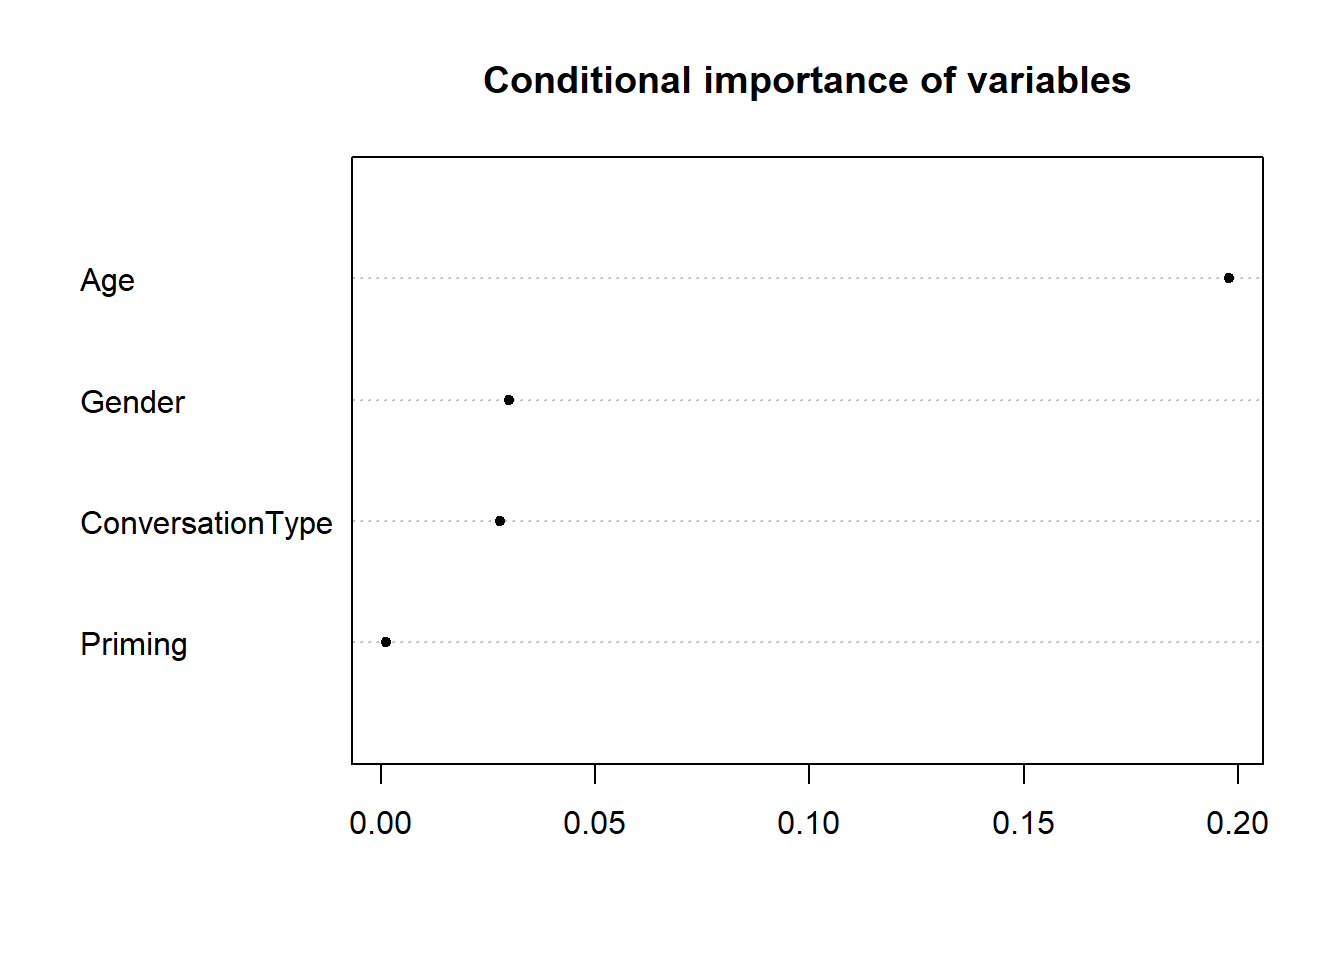 Conditional importance of variables
Age
Gender
ConversationType
Priming
0.00 0.05 0.10 0.15 0.20